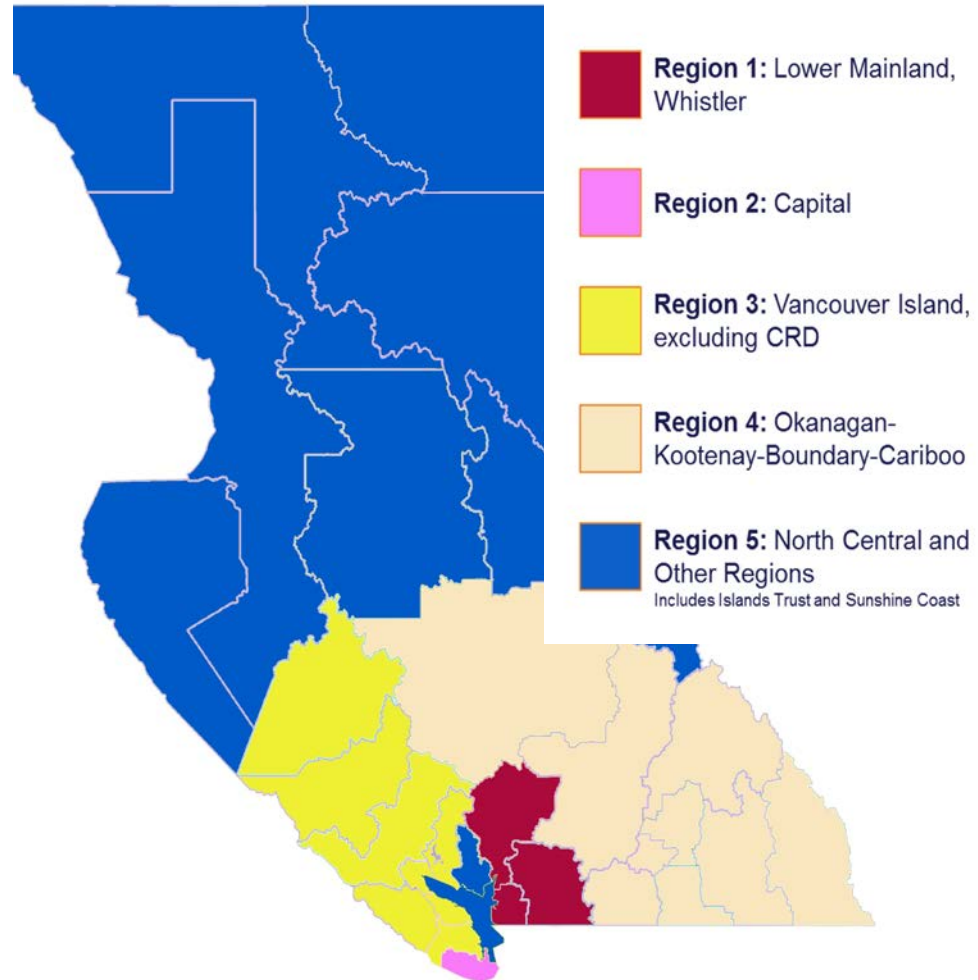 Region 1: Lower Mainland,
Whistler
Region 2: Capital
Region 3: Vancouver Island,
excluding CRD
Region 4: Okanagan-
Kootenay-Boundary-Cariboo
Region 5: North Central and
Other Regions
Includes Islands Trust and Sunshine Coast